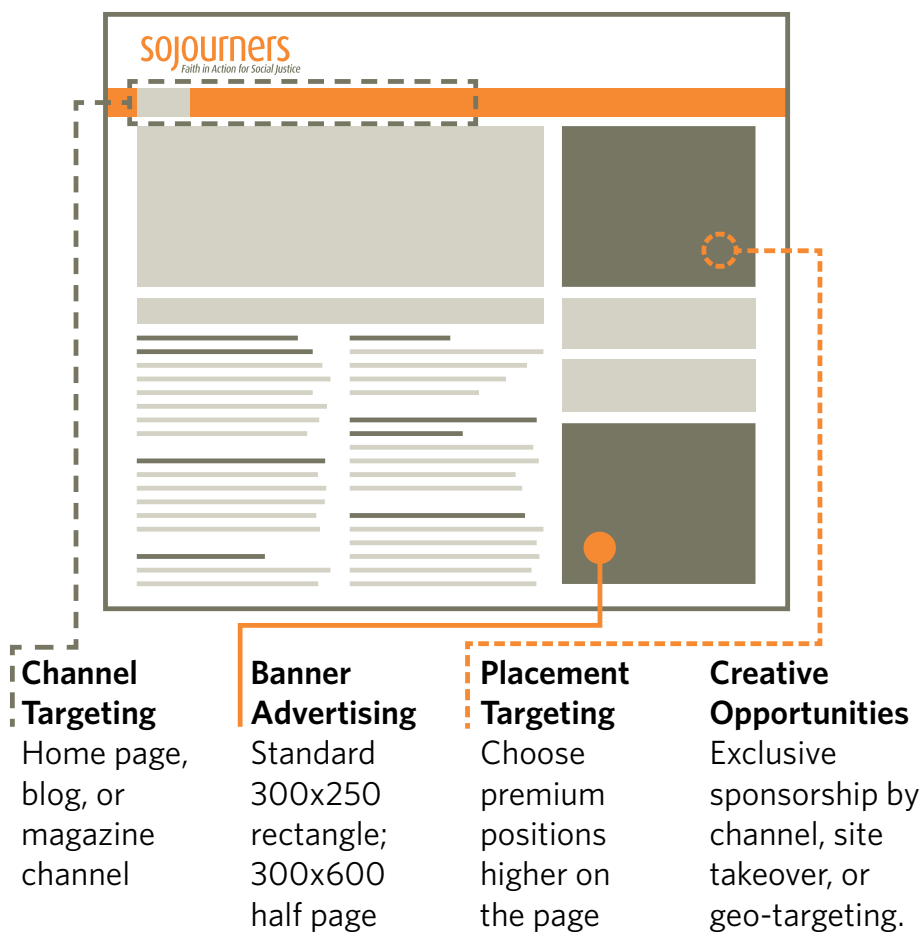 sojourners
Faith in Action for Social Justice
Channel
Targeting
Home page,
blog, or
magazine
channel
Banner
Advertising
Standard
300x250
rectangle;
300x600
half page
Placement
Targeting
Choose
premium
positions
higher on
the page
Creative
Opportunities
Exclusive
sponsorship by
channel, site
takeover, or
geo-targeting.